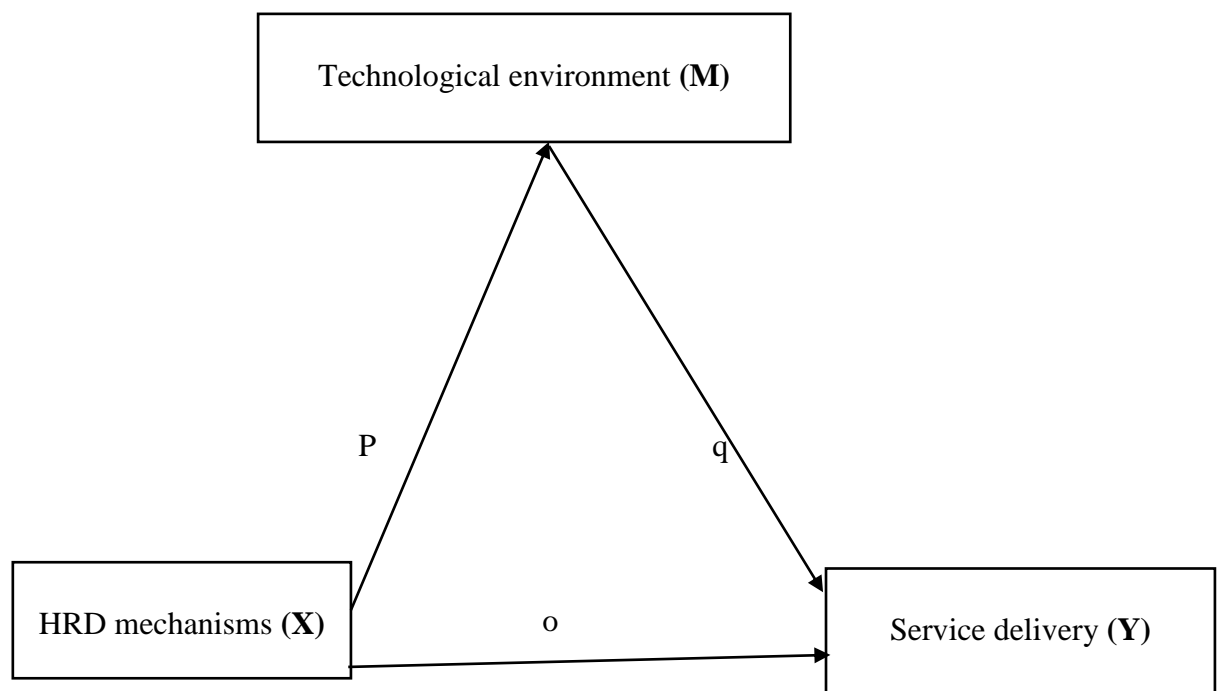 Technological environment (M)
P
q
HRD mechanisms (X)
o
Service delivery (Y)